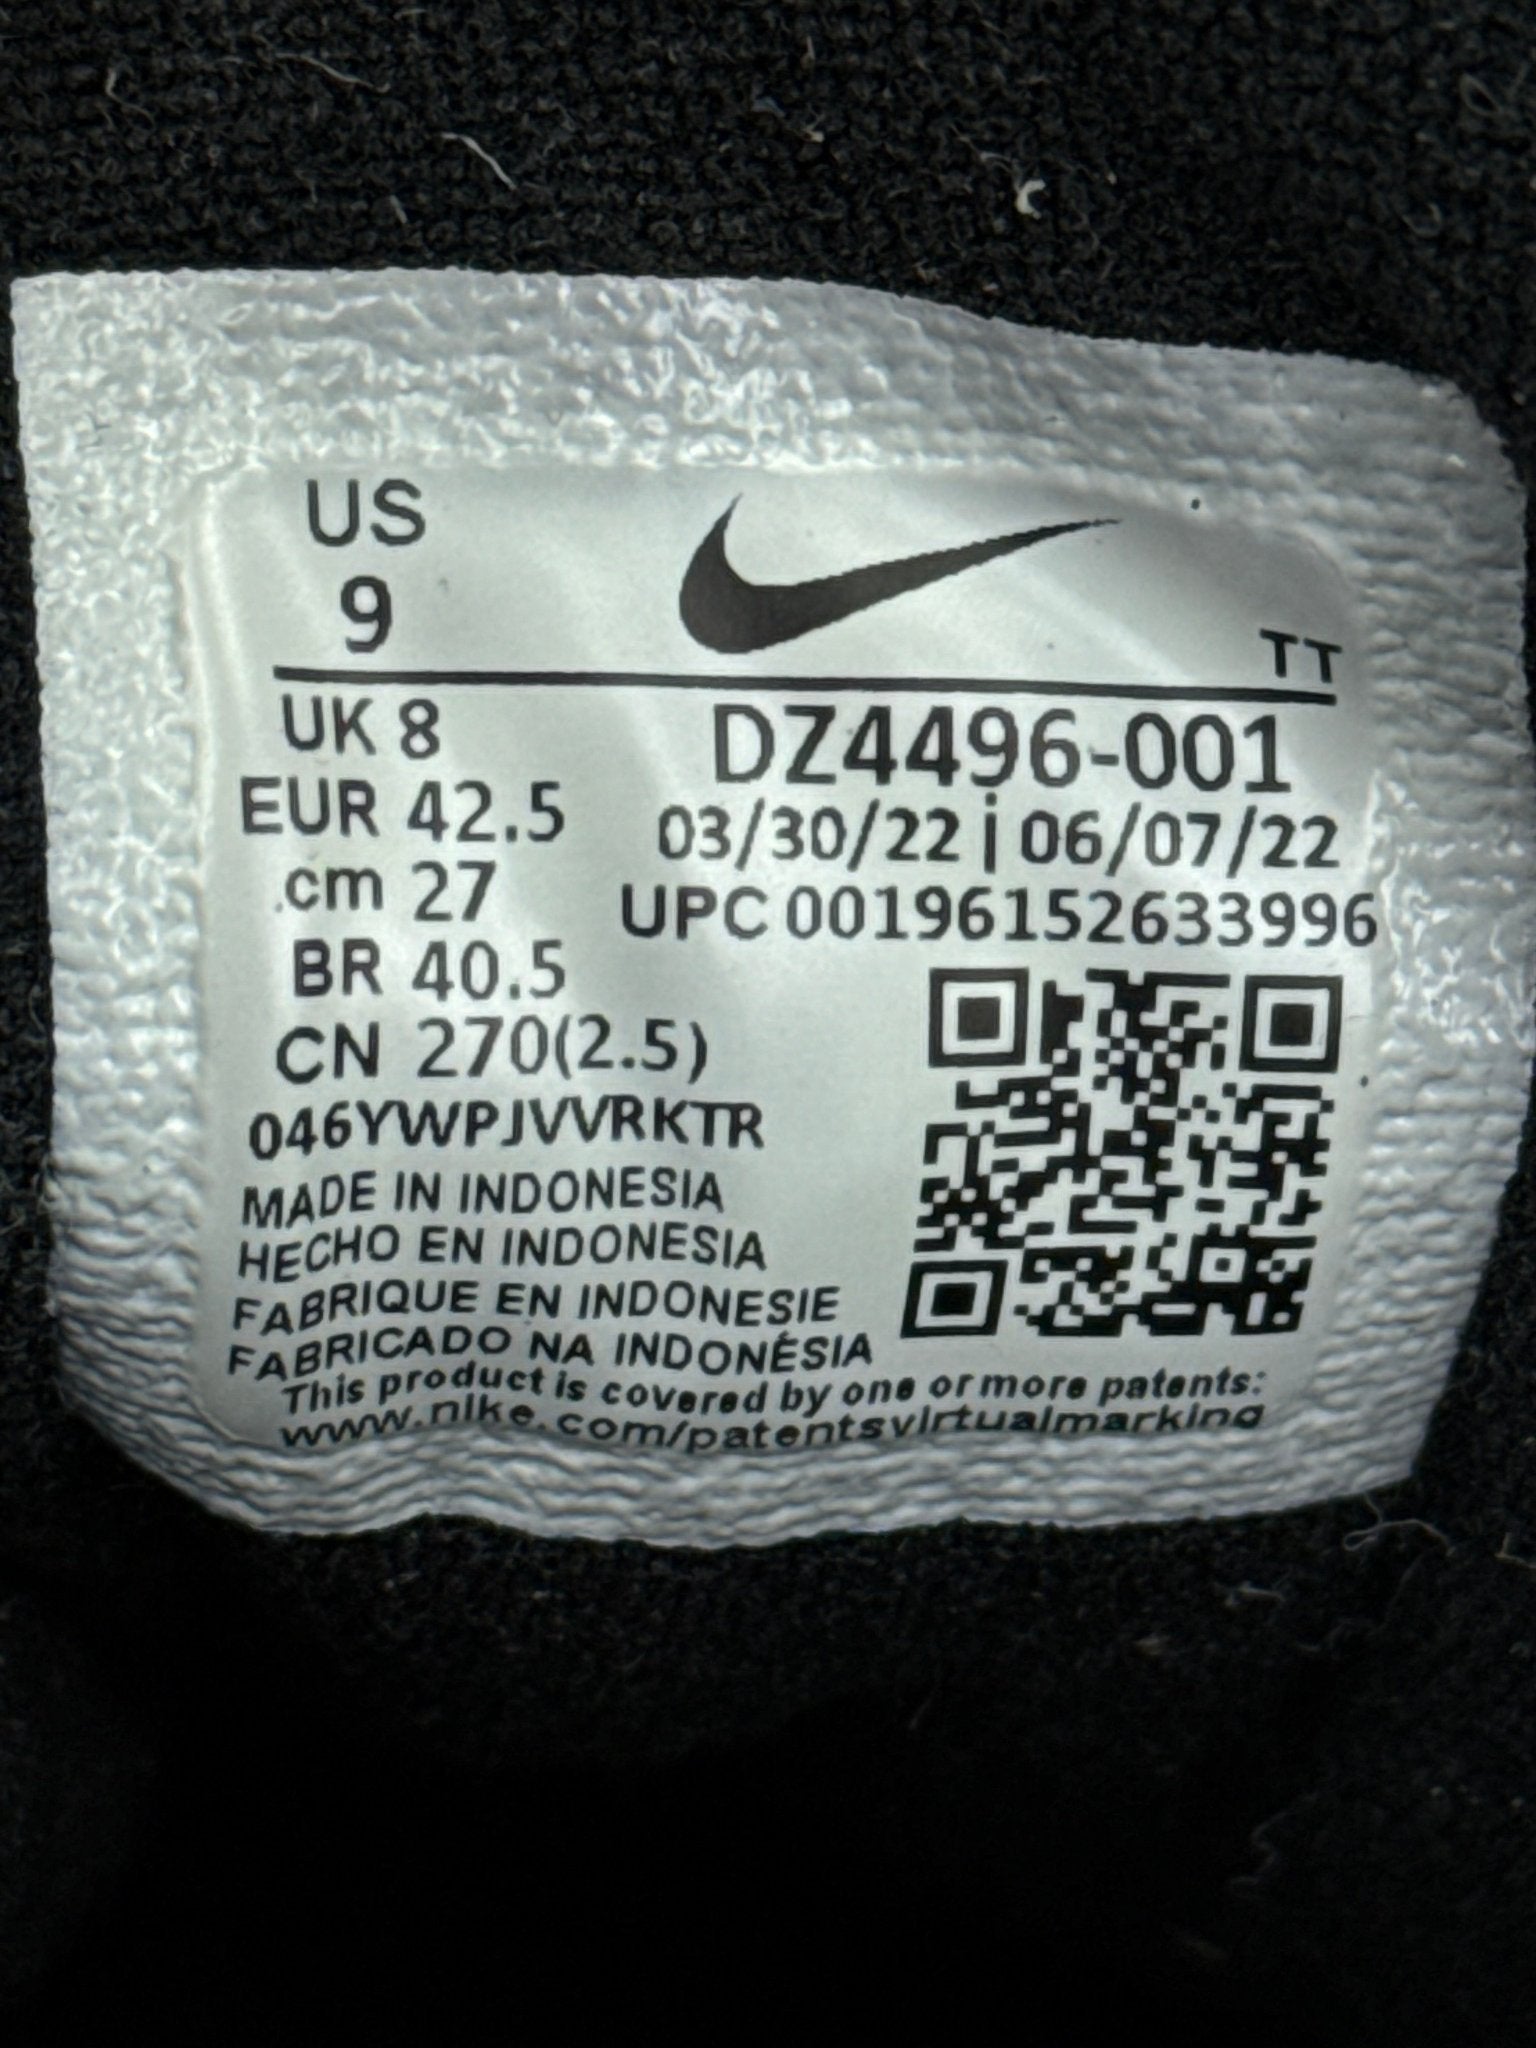 US
9
TT
UK 8
DZ4496-001
EUR 42.5
03/30/22 | 06/07/22
cm 27
UPC 00196152633996
BR 40.5
CN 270(2.5)
046YWPJVVRKTR
MADE IN INDONESIA
HECHO EN INDONESIA
FABRIQUE EN INDONESIE
FABRICADO NA INDONÉSIA
This product is covered by one or more patents:
www.nike.com/patentsvirtualmarking